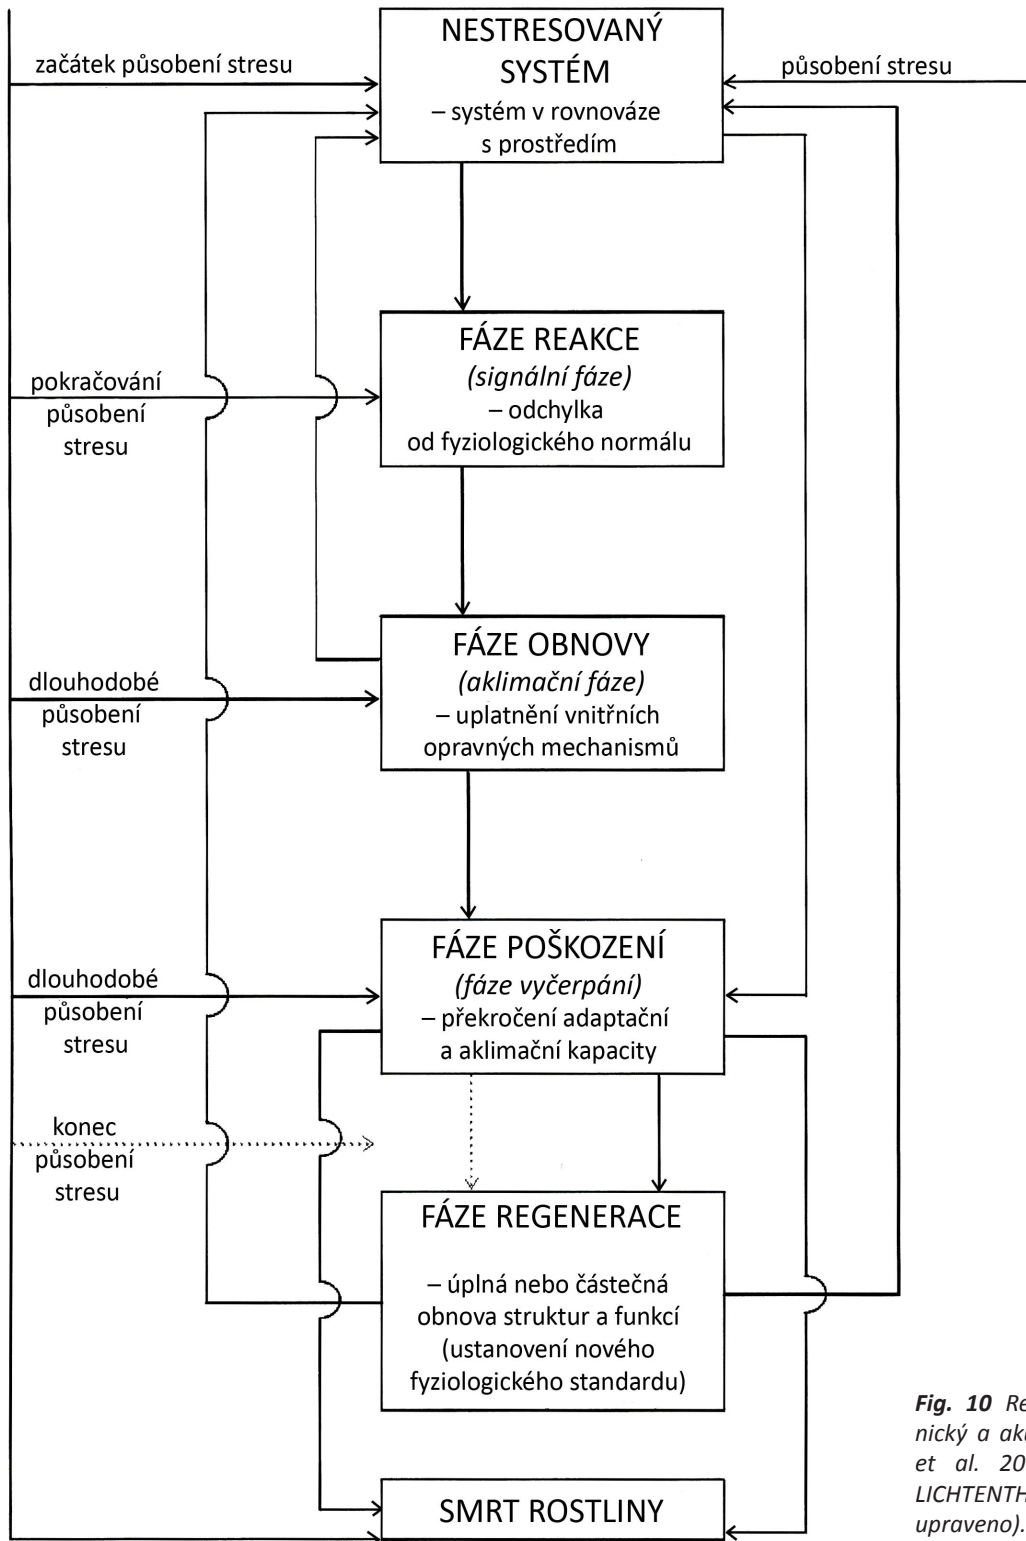 NESTRESOVANÝ
SYSTÉM
– systém v rovnováze
s prostředím
začátek působení stresu
působení stresu
FÁZE REAKCE
(signální fáze)
– odchylka
od fyziologického normálu
pokračování
působení
stresu
FÁZE OBNOVY
(aklimační fáze)
– uplatnění vnitřních
opravných mechanismů
dlouhodobé
působení
stresu
FÁZE POŠKOZENÍ
(fáze vyčerpání)
– překročení adaptační
a aklimační kapacity
dlouhodobé
působení
stresu
konec
působení
stresu
FÁZE REGENERACE
– úplná nebo částečná
obnova struktur a funkcí
(ustanovení nového
fyziologického standardu)
SMRT ROSTLINY
Fig. 10
nický a
et al.
upraveno).